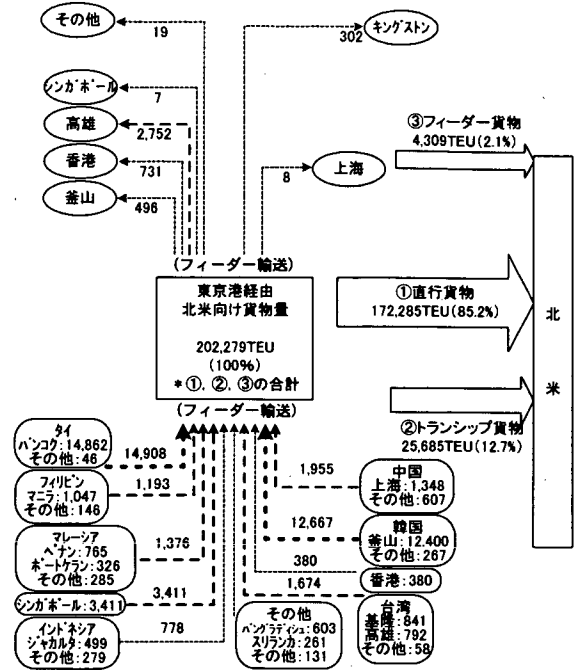 その他
19
302
キングストン
シンガポール
7
高雄
2,752
香港
731
釜山
496
上海
8
③フィーダー貨物
4,309TEU(2.1%)
(フィーダー輸送)
東京港経由
北米向け貨物量
202,279TEU
(100%)
*①, ②, ③の合計
(フィーダー輸送)
①直行貨物
172,285TEU(85.2%)
②トランシップ貨物
25,685TEU(12.7%)
北
米
タイ
バンコク:14,862
その他:46
14,908
フィリピン
マニラ:1,047
その他:146
1,193
マレーシア
ペナン:765
ポートケラン:326
その他:285
1,376
シンガポール:3,411
3,411
インドネシア
ジャカルタ:499
その他:279
778
その他
バングラディシュ:603
スリランカ:261
その他:131
1,955
中国
上海:1,348
その他:607
12,667
韓国
釜山:12,400
その他:267
380
香港:380
1,674
台湾
基隆:841
高雄:792
その他:58